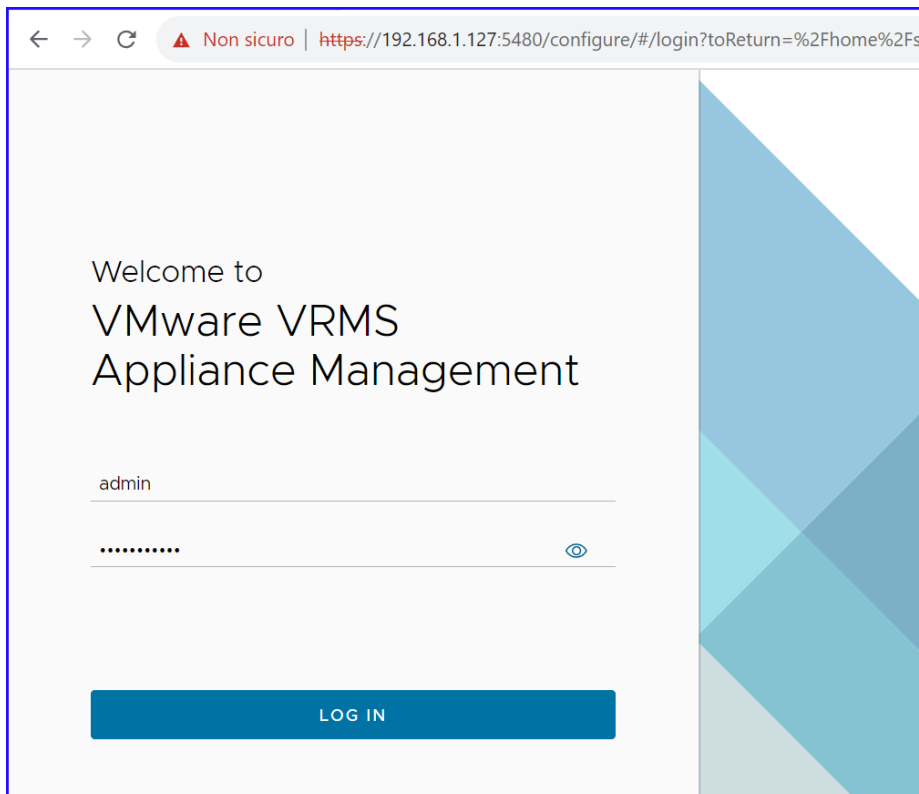 Non sicuro | https://192.168.1.127:5480/configure/#/login?toReturn=%2Fhome%2Fs
Welcome to
VMware VRMS
Appliance Management
admin
•••••••••••
LOG IN